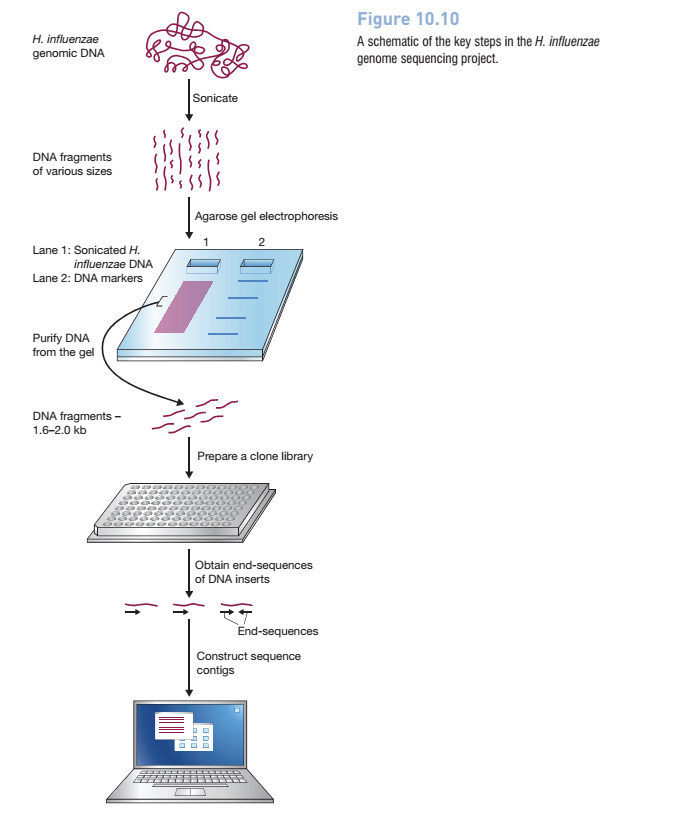 Figure 10.10
A schematic of the key steps in the H. influenzae
genome sequencing project.
H. influenzae
genomic DNA
Sonicate
DNA fragments
of various sizes
Agarose gel electrophoresis
1 2
Lane 1: Sonicated H.
influenzae DNA
Lane 2: DNA markers
Purify DNA
from the gel
DNA fragments –
1.6–2.0 kb
Prepare a clone library
Obtain end-sequences
of DNA inserts
End-sequences
Construct sequence
contigs